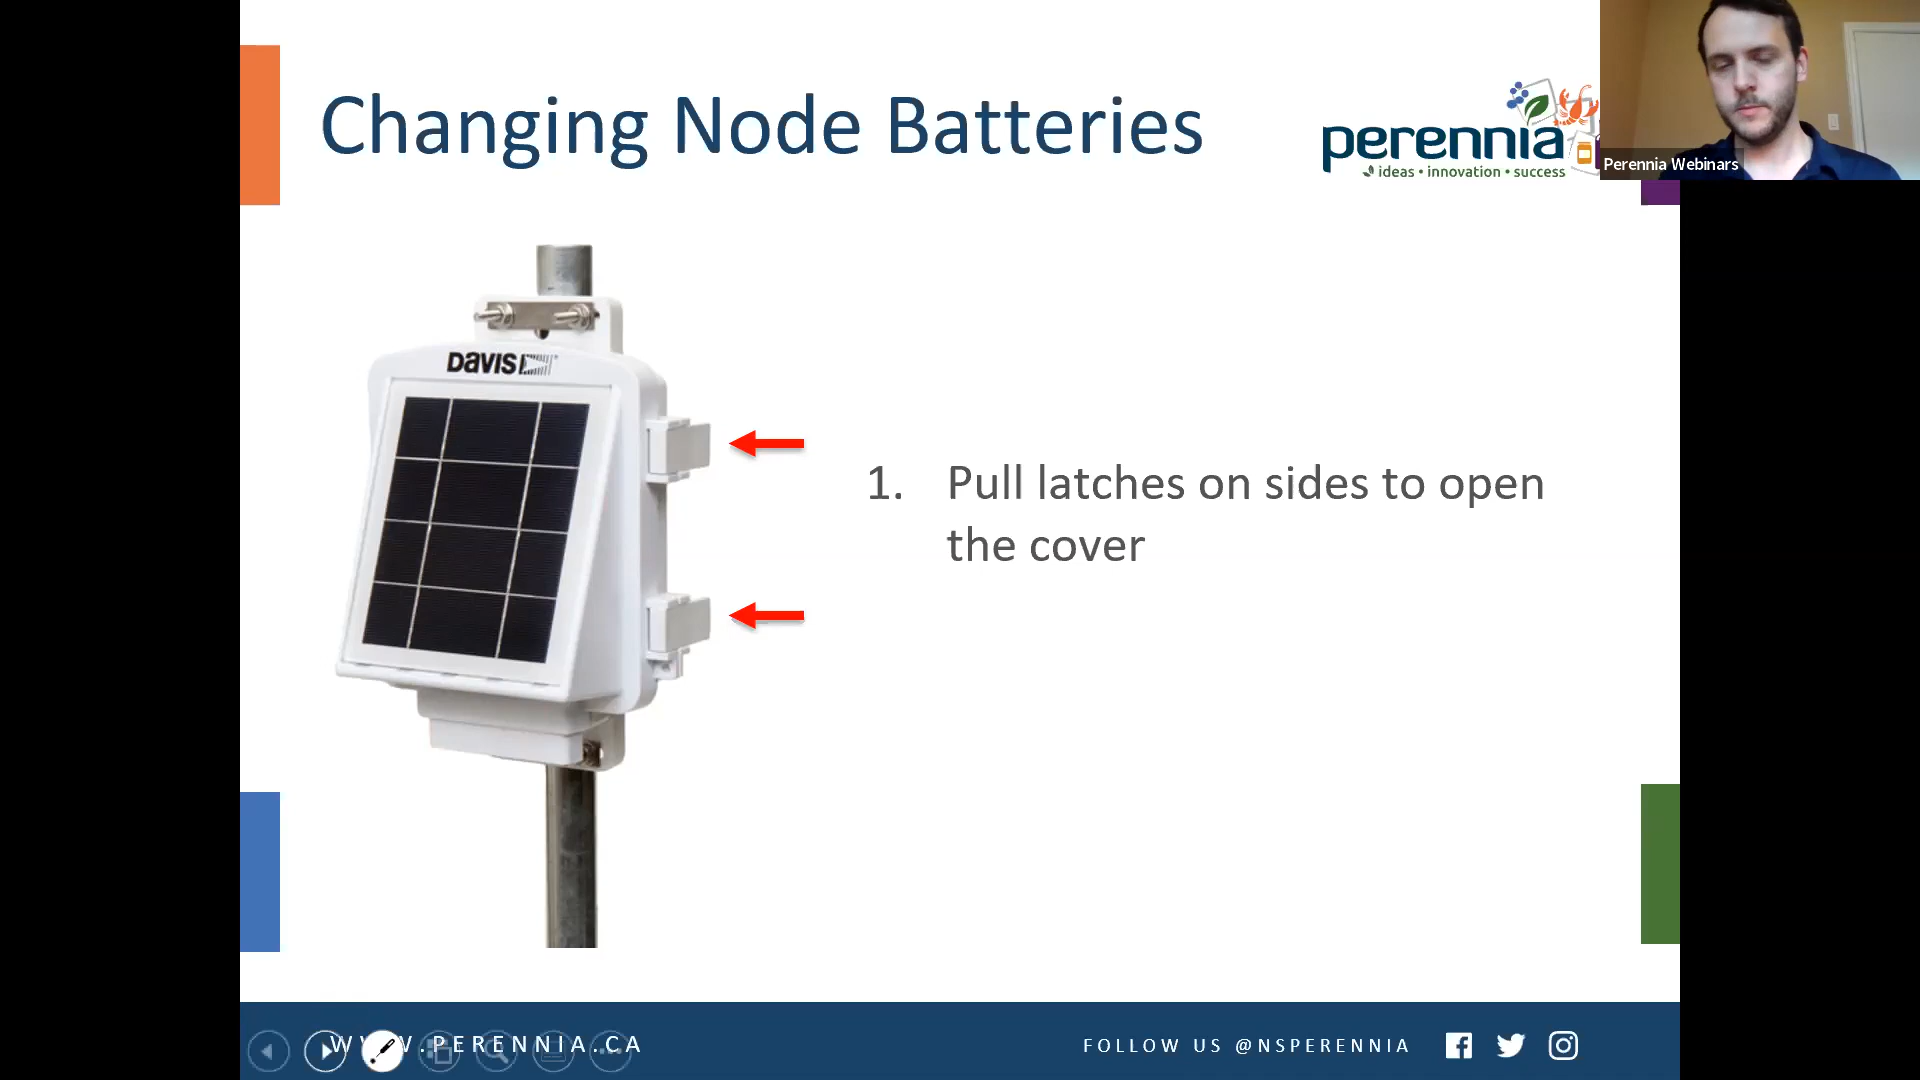 Changing Node Batteries
perennia
ideas • innovation • success
Perennia Webinars
DAVIS
1. Pull latches on sides to open
the cover
WWW.PERENNIA.CA
FOLLOW US @NSPERENNIA